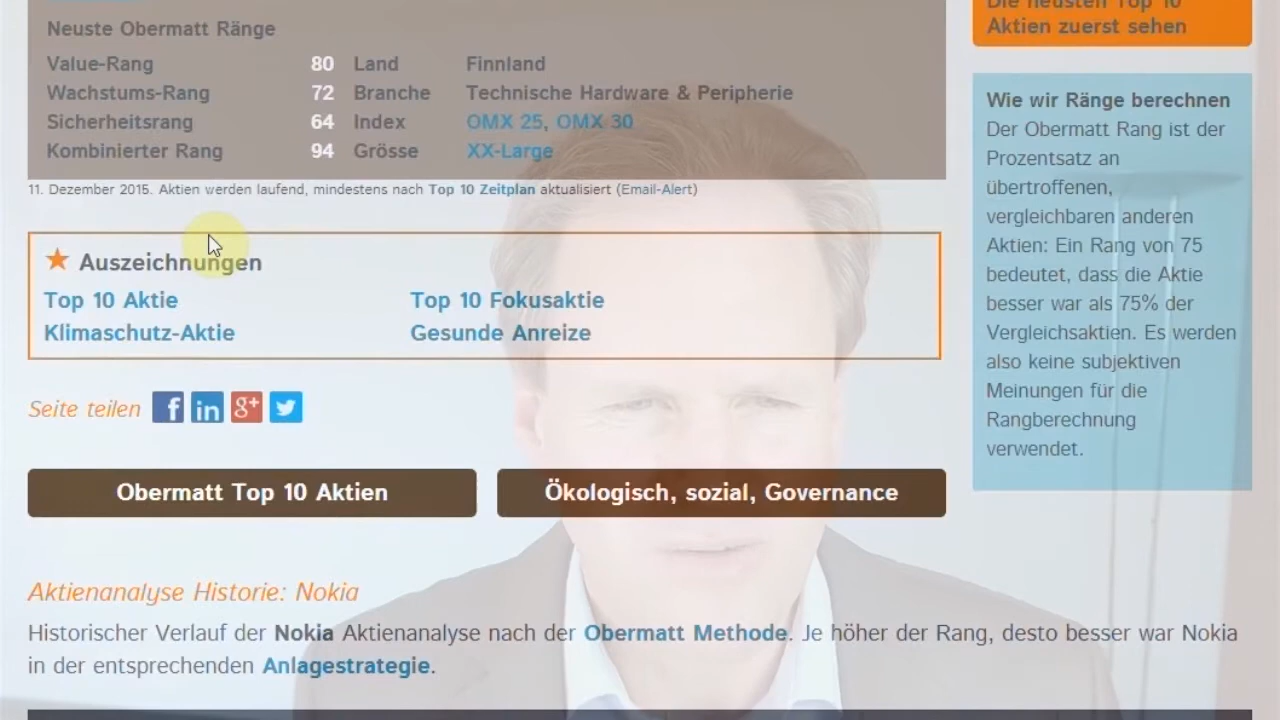 Neuste Obermatt Ränge
Value-Rang 80 Land Finnland
Wachstums-Rang 72 Branche Technische Hardware & Peripherie
Sicherheitsrang 64 Index OMX 25, OMX 30
Kombinierter Rang 94 Grösse XX-Large
11. Dezember 2015. Aktien werden laufend, mindestens nach Top 10 Zeitplan aktualisiert (Email-Alert)
Auszeichnungen
Top 10 Aktie Top 10 Fokusaktie
Klimaschutz-Aktie Gesunde Anreize
Seite teilen f in g+
Obermatt Top 10 Aktien Ökologisch, sozial, Governance
Aktienanalyse Historie: Nokia
Historischer Verlauf der Nokia Aktienanalyse nach der Obermatt Methode. Je höher der Rang, desto besser war Nokia
in der entsprechenden Anlagestrategie.
Die neusten Top 10
Aktien zuerst sehen
Wie wir Ränge berechnen
Der Obermatt Rang ist der
Prozentsatz an
übertroffenen,
vergleichbaren anderen
Aktien: Ein Rang von 75
bedeutet, dass die Aktie
besser war als 75% der
Vergleichsaktien. Es werden
also keine subjektiven
Meinungen für die
Rangberechnung
verwendet.